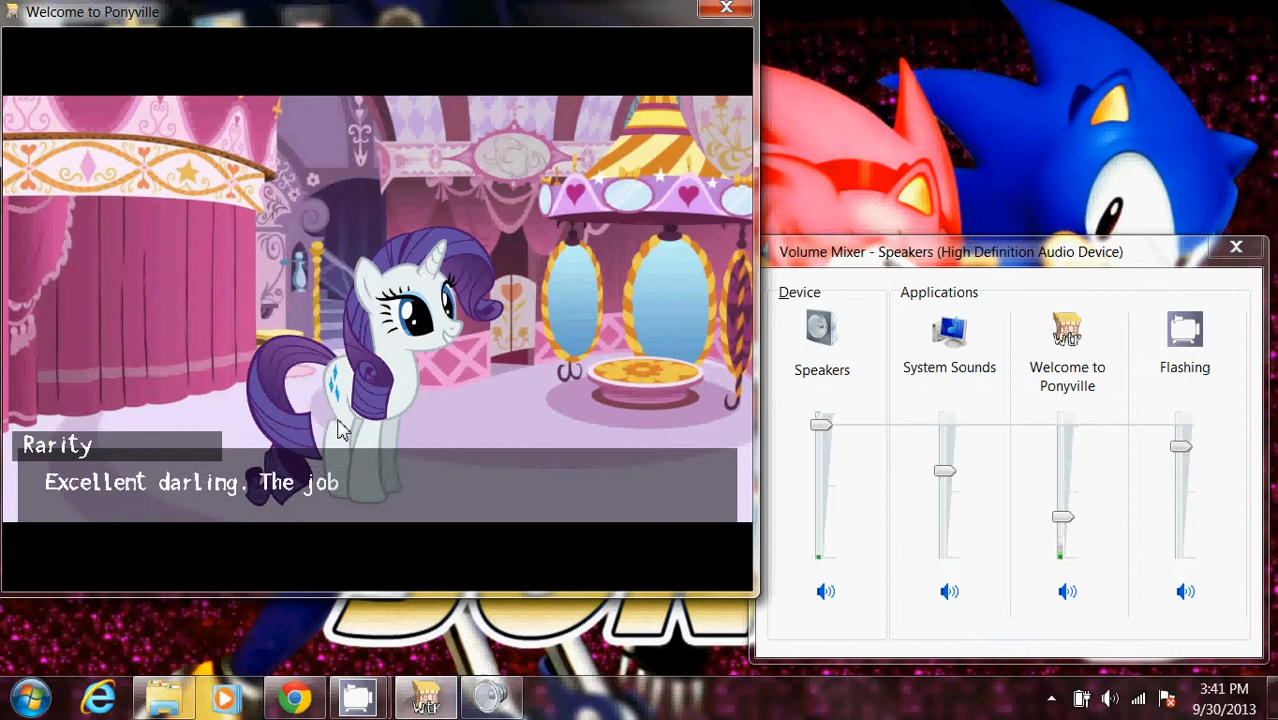 Welcome to Ponyville
Rarity
Excellent darling. The job
Volume Mixer - Speakers (High Definition Audio Device)
Device
Applications
Speakers
System Sounds
Welcome to
Ponyville
Flashing
3:41 PM
9/30/2013